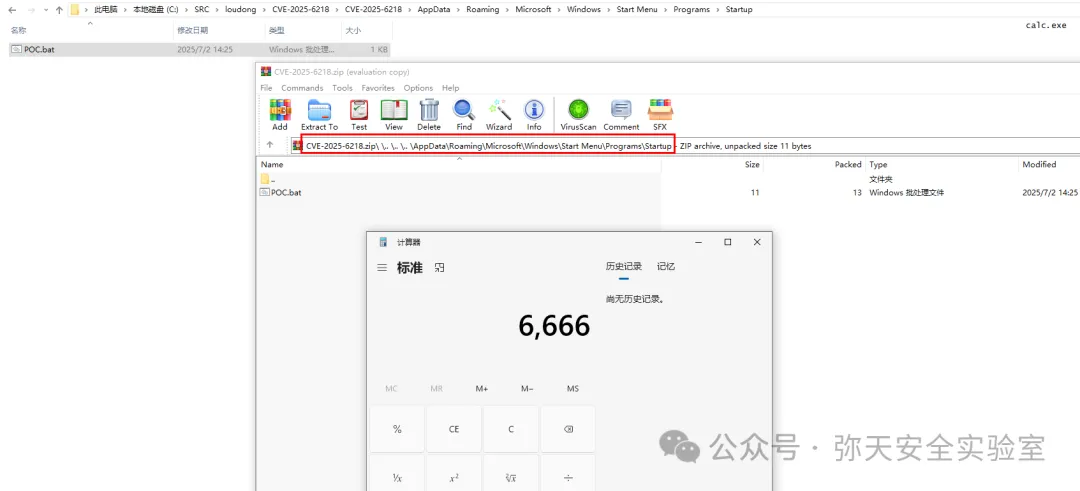 此电脑 › 本地磁盘 (C:) › SRC › loudong › CVE-2025-6218 › CVE-2025-6218 › AppData › Roaming › Microsoft › Windows › Start Menu › Programs › Startup
名称 修改日期 类型 大小
POC.bat 2025/7/2 14:25 Windows 批处理... 1 KB
calc.exe
CVE-2025-6218.zip (evaluation copy)
File Commands Tools Favorites Options Help
Add Extract To Test View Delete Find Wizard Info VirusScan Comment SFX
CVE-2025-6218.zip\ \.. \.. \.. \AppData\Roaming\Microsoft\Windows\Start Menu\Programs\Startup - ZIP archive, unpacked size 11 bytes
Name Size Packed Type Modified
.. 文件夹
POC.bat 11 13 Windows 批处理文件 2025/7/2 14:25
计算器
标准 历史记录 记忆
尚无历史记录。
6,666
MC MR M+ M− MS
% CE C
¹/x x² ²√x ÷
公众号 · 弥天安全实验室